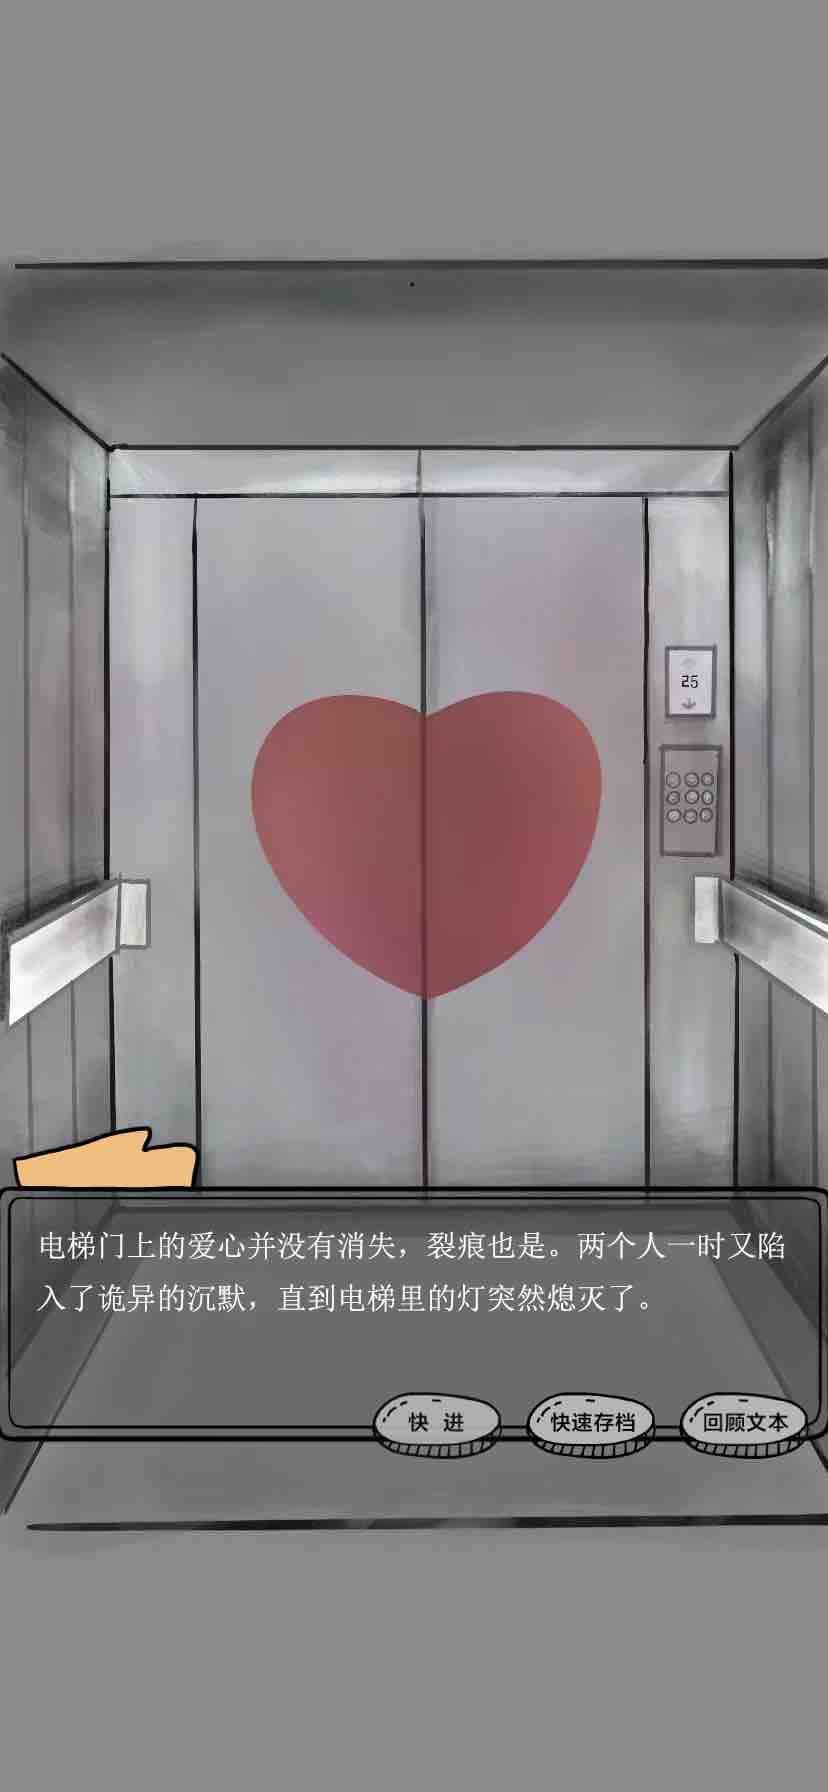 25
电梯门上的爱心并没有消失，裂痕也是。两个人一时又陷
入了诡异的沉默，直到电梯里的灯突然熄灭了。
快 进
快速存档
回顾文本